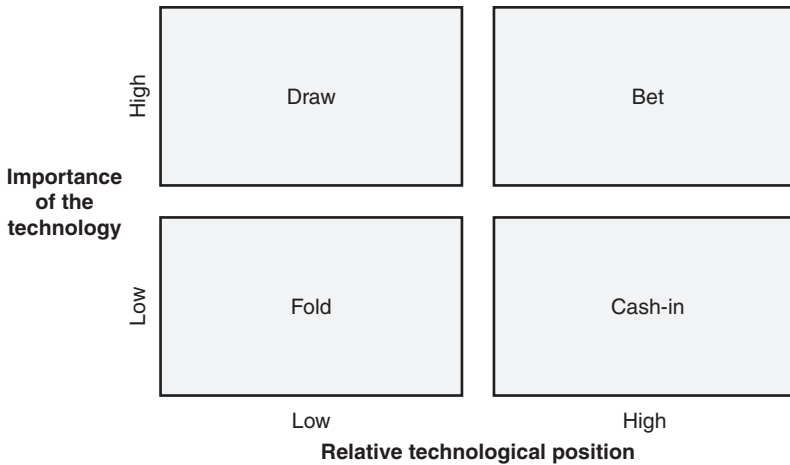 High
Draw
Bet
Importance
of the
technology
Low
Fold
Cash-in
Low
High
Relative technological position